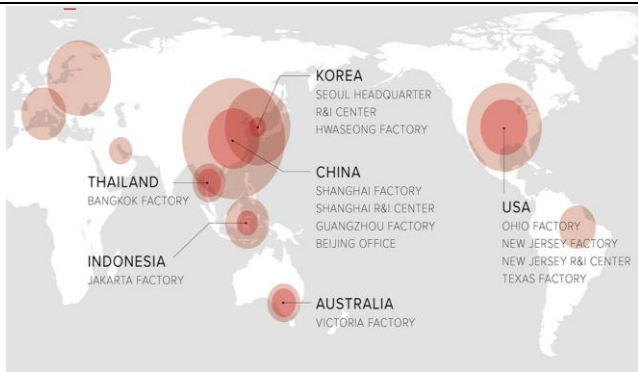 KOREA
SEOUL HEADQUARTER
R&I CENTER
HWASEONG FACTORY
THAILAND
BANGKOK FACTORY
CHINA
SHANGHAI FACTORY
SHANGHAI R&I CENTER
GUANGZHOU FACTORY
BEIJING OFFICE
USA
OHIO FACTORY
NEW JERSEY FACTORY
NEW JERSEY R&I CENTER
TEXAS FACTORY
INDONESIA
JAKARTA FACTORY
AUSTRALIA
VICTORIA FACTORY